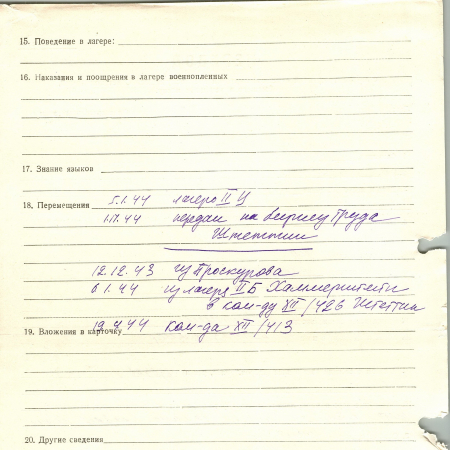 15. Поведение в лагере:
16. Наказания и поощрения в лагере военнопленных
17. Знание языков
5.1.44 лагерь II Ц
18. Перемещения
1.IV.44 передан на биржу труда
Штеттин
12.12.43 из Проскурова
6.1.44 из лагеря II Б Хаммерштейн
в ком-ду XII/426 Штеттин
19.4.44 ком-да XII/413
19. Вложения в карточку
20. Другие сведения